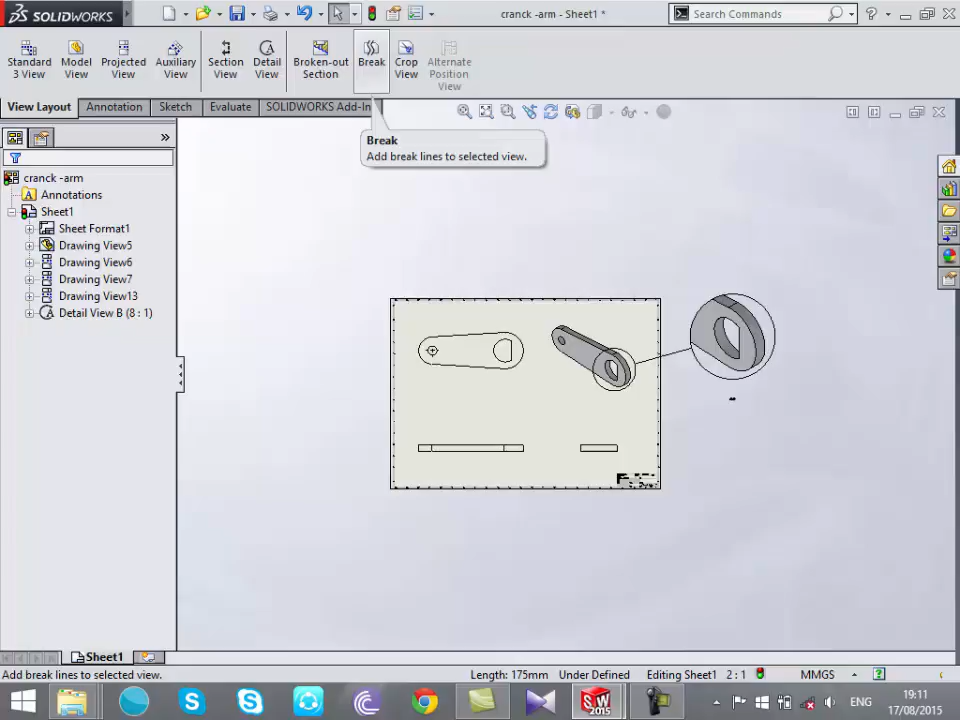 SOLIDWORKS
cranck -arm - Sheet1 *
Search Commands
Standard 3 View
Model View
Projected View
Auxiliary View
Section View
Detail View
Broken-out Section
Break
Crop View
Alternate Position View
View Layout
Annotation
Sketch
Evaluate
SOLIDWORKS Add-In
Break
Add break lines to selected view.
cranck -arm
Annotations
Sheet1
Sheet Format1
Drawing View5
Drawing View6
Drawing View7
Drawing View13
Detail View B (8 : 1)
Sheet1
Add break lines to selected view.
Length: 175mm
Under Defined
Editing Sheet1
2 : 1
MMGS
ENG
19:11
17/08/2015
SW
2015